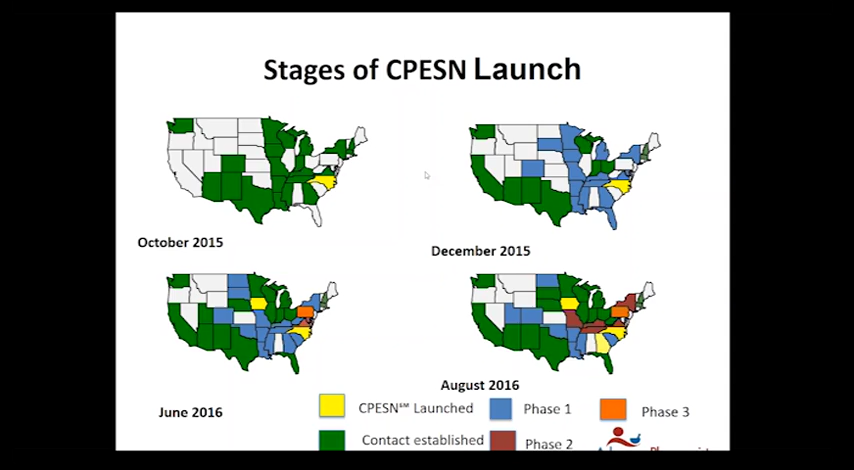 Stages of CPESN Launch
October 2015
December 2015
June 2016
August 2016
CPESN℠ Launched
Phase 1
Phase 3
Contact established
Phase 2